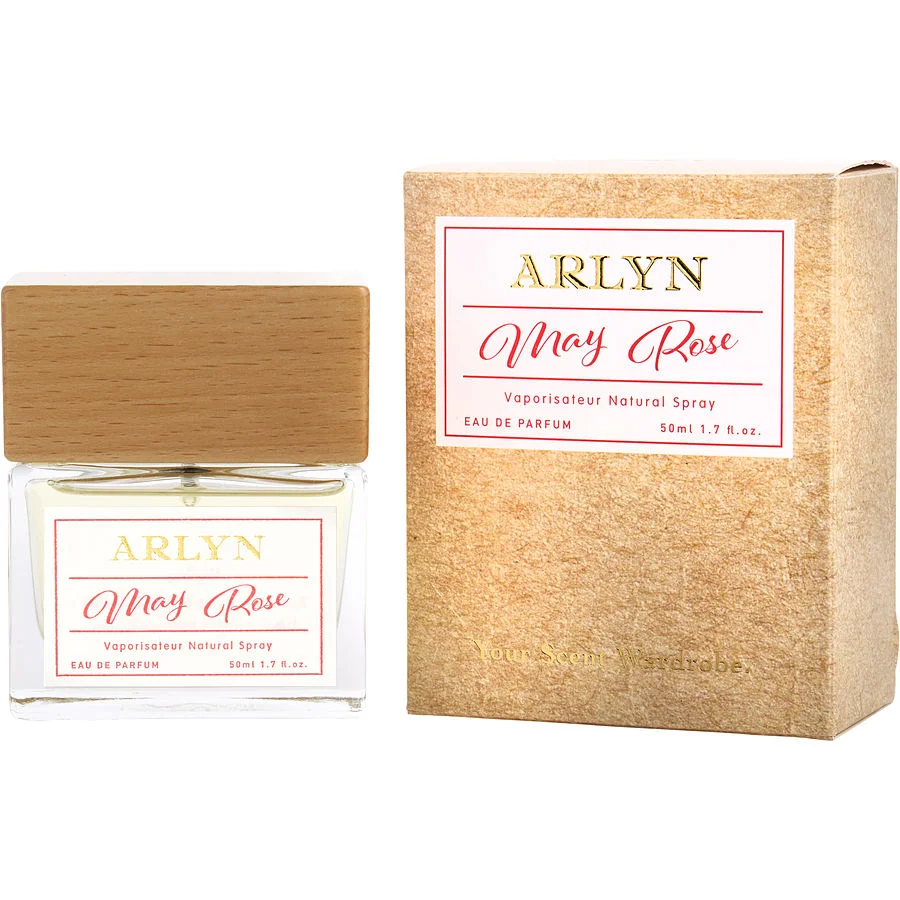 ARLYN
May Rose
Vaporisateur Natural Spray
EAU DE PARFUM 50ml 1.7 fl.oz.
ARLYN
May Rose
Vaporisateur Natural Spray
EAU DE PARFUM 50ml 1.7 fl.oz.
Your Scent Wardrobe.